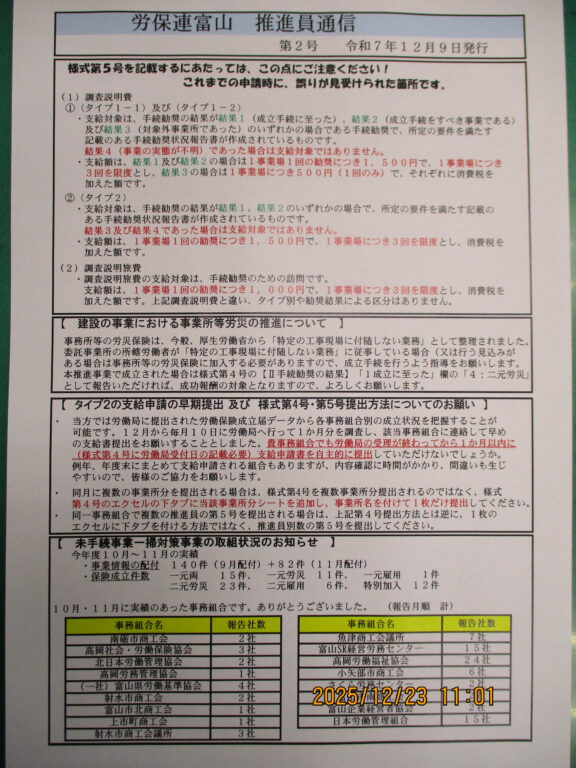 労保連富山　推進員通信
第２号　令和７年１２月９日発行
様式第５号を記載するにあたっては、この点にご注意ください！
これまでの申請時に、誤りが見受けられた箇所です。
（１）調査説明費
①（タイプ１－１）及び（タイプ１－２）
・支給対象は、手続勧奨の結果が結果１（成立手続に至った）、結果２（成立手続をすべき事業である）
及び結果３（対象外事業所であった）のいずれかの場合である手続勧奨で、所定の要件を満たす
記載のある手続勧奨状況報告書が作成されているものです。
結果４（事業の実態が不明）であった場合は支給対象ではありません。
・支給額は、結果１及び結果２の場合は１事業場１回の勧奨につき１，５００円で、１事業場につき
３回を限度とし、結果３の場合は１事業場につき５００円（１回のみ）で、それぞれに消費税を
加えた額です。
②（タイプ２）
・支給対象は、手続勧奨の結果が結果１、結果２のいずれかの場合で、所定の要件を満たす記載の
ある手続勧奨状況報告書が作成されているものです。
結果３及び結果４であった場合は支給対象ではありません。
・支給額は、１事業場１回の勧奨につき１，５００円で、１事業場につき３回を限度とし、消費税を
加えた額です。
（２）調査説明旅費
・調査説明旅費の支給対象は、手続勧奨のための訪問です。
支給額は、１事業場１回の勧奨につき１，０００円で、１事業場につき３回を限度とし、消費税を
加えた額です。上記調査説明費と違い、タイプ別や勧奨結果による区分はありません。
【　建設の事業における事業所等労災の推進について　】
事務所等の労災保険は、今般、厚生労働省から「特定の工事現場に付随しない業務」として整理されました。
委託事業所の所轄労働者が「特定の工事現場に付随しない業務」に従事している場合（又は行う見込みが
ある場合は事務所等の労災保険に加入する必要がありますので、成立手続を行うよう指導をお願いします。
本推進事業で成立された場合は様式第４号の【Ⅱ手続勧奨の結果】「１成立に至った」欄の「４：二元労災」
として報告いただければ、成功報酬の対象となりますので、よろしくお願いします。
【　タイプ２の支給申請の早期提出 及び　様式第4号・第5号提出方法についてのお願い　】
・　当方では労働局に提出された労働保険成立届データから各事務組合別の成立状況を把握することが
可能です。１２月から毎月１０日に労働局へ行って１か月分を調査し、該当事務組合に連絡して早め
の支給書提出をお願いすることとしました。貴事務組合でも労働局の受理が終わってから１か月以内に
（様式第４号に労働局受付日の記載必要）支給申請書を自主的に提出していただけないでしょうか。
例年、年度末にまとめて支給申請される組合もありますが、内容確認に時間がかかり、間違いも生じ
やすいので、皆様のご協力をお願いします。
・　同月に複数の事業所分を提出される場合は、様式第4号を複数事業所分提出されるのではなく、様式
第４号のエクセルの下タブに当該事業所分シートを追加し、事業所名を付けて１枚だけ提出してください。
・　同一事務組合で複数の推進員の第５号を提出される場合は、上記第４号提出方法とは逆に、１枚の
エクセルに下タブを付ける方法ではなく、推進員別複数の第５号を提出してください。
【　未手続事業一掃対策事業の取組状況のお知らせ　】
今年度１０月～１１月の実績
・事業情報の配付　１４０件（９月配付）＋８２件（１１月配付）
・保険成立件数　一元両　１５件、一元労災　１１件、一元雇用　１件
二元労災　２３件、二元雇用　６件、　特別加入　１２件
１０月・１１月に実績のあった事務組合です。ありがとうございました。　（報告月順　計）
事務組合名　報告社数
南砺市商工会　２社
高岡社会・労働保険協会　３社
北日本労働管理協会　２社
高岡労務管理協会　１社
（一社）富山県労働基準協会　４社
射水市商工会　２社
富山市北商工会　１社
上市町商工会　１社
射水市商工会議所　３社
事務組合名　報告社数
魚津商工会議所　７社
富山SR経営労務センター　１５社
高岡労働福祉協会　２４社
小矢部市商工会　６社
さくら労務センター　２社
富山企業経営者協会　２社
日本労働管理組合　１５社
2025/12/23 11:01